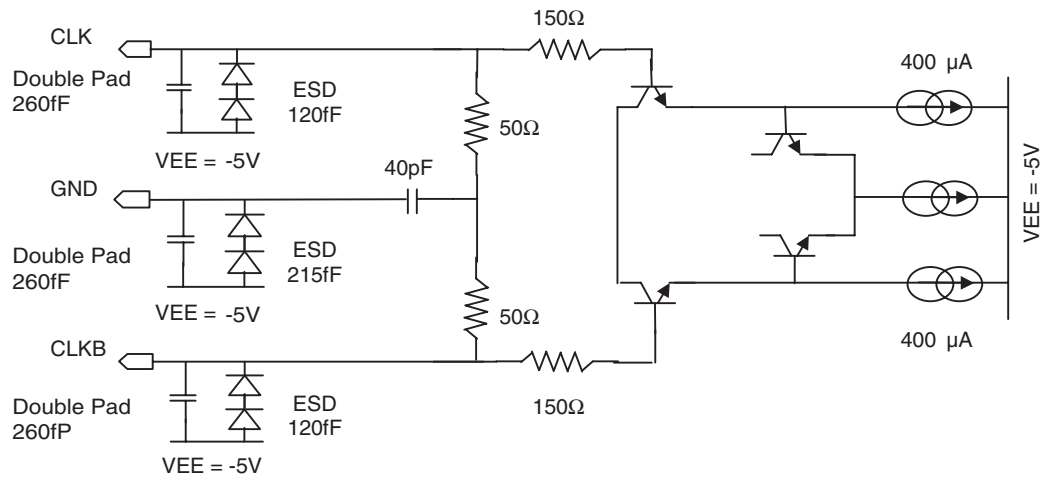 150Ω
CLK
Double Pad
260fF
ESD
120fF
50Ω
400 µA
VEE = -5V
40pF
GND
Double Pad
260fF
ESD
215fF
VEE = -5V
VEE = -5V
50Ω
CLKB
150Ω
400 µA
Double Pad
260fP
ESD
120fF
VEE = -5V